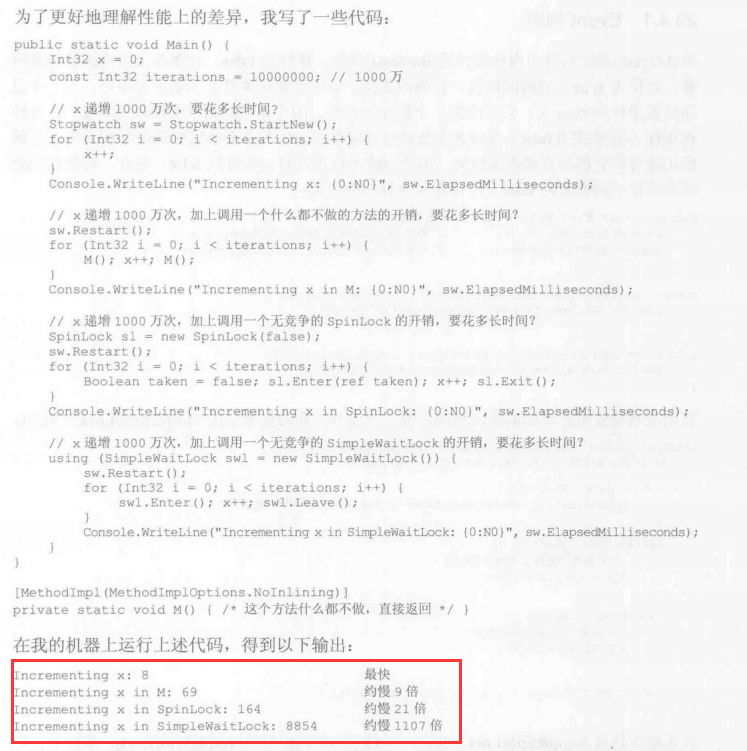 为了更好地理解性能上的差异，我写了一些代码：
public static void Main() {
Int32 x = 0;
const Int32 iterations = 10000000; // 1000 万
// x 递增 1000 万次，要花多长时间？
Stopwatch sw = Stopwatch.StartNew();
for (Int32 i = 0; i < iterations; i++) {
x++;
}
Console.WriteLine("Incrementing x: {0:N0}", sw.ElapsedMilliseconds);
// x 递增 1000 万次，加上调用一个什么都不做的方法的开销，要花多长时间？
sw.Restart();
for (Int32 i = 0; i < iterations; i++) {
M(); x++; M();
}
Console.WriteLine("Incrementing x in M: {0:N0}", sw.ElapsedMilliseconds);
// x 递增 1000 万次，加上调用一个无竞争的 SpinLock 的开销，要花多长时间？
SpinLock sl = new SpinLock(false);
sw.Restart();
for (Int32 i = 0; i < iterations; i++) {
Boolean taken = false; sl.Enter(ref taken); x++; sl.Exit();
}
Console.WriteLine("Incrementing x in SpinLock: {0:N0}", sw.ElapsedMilliseconds);
// x 递增 1000 万次，加上调用一个无竞争的 SimpleWaitLock 的开销，要花多长时间？
using (SimpleWaitLock swl = new SimpleWaitLock()) {
sw.Restart();
for (Int32 i = 0; i < iterations; i++) {
swl.Enter(); x++; swl.Leave();
}
Console.WriteLine("Incrementing x in SimpleWaitLock: {0:N0}", sw.ElapsedMilliseconds);
}
}
[MethodImpl(MethodImplOptions.NoInlining)]
private static void M() { /* 这个方法什么都不做，直接返回 */ }
在我的机器上运行上述代码，得到以下输出：
Incrementing x: 8 最快
Incrementing x in M: 69 约慢 9 倍
Incrementing x in SpinLock: 164 约慢 21 倍
Incrementing x in SimpleWaitLock: 8854 约慢 1107 倍